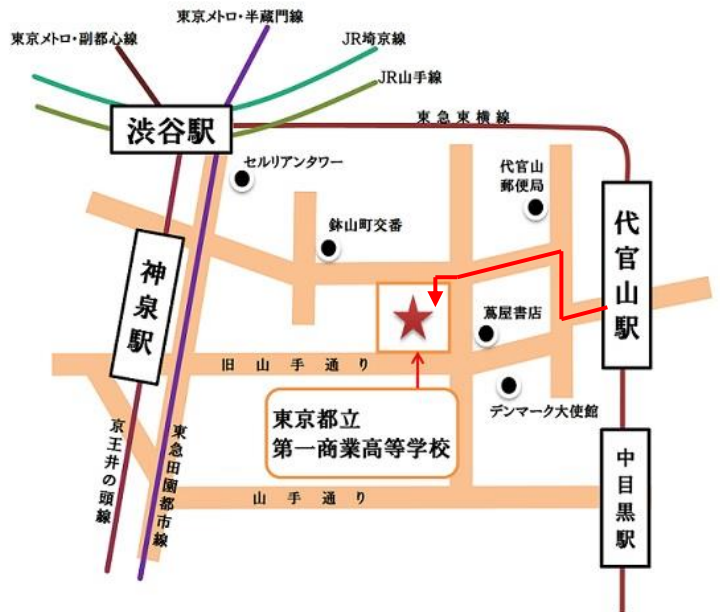 東京メトロ・半蔵門線
東京メトロ・副都心線
JR埼京線
JR山手線
渋谷駅
東急東横線
セルリアンタワー
代官山
郵便局
鉢山町交番
代官山駅
神泉駅
蔦屋書店
旧山手通り
デンマーク大使館
東京都立
第一商業高等学校
京王井の頭線
東急田園都市線
中目黒駅
山手通り